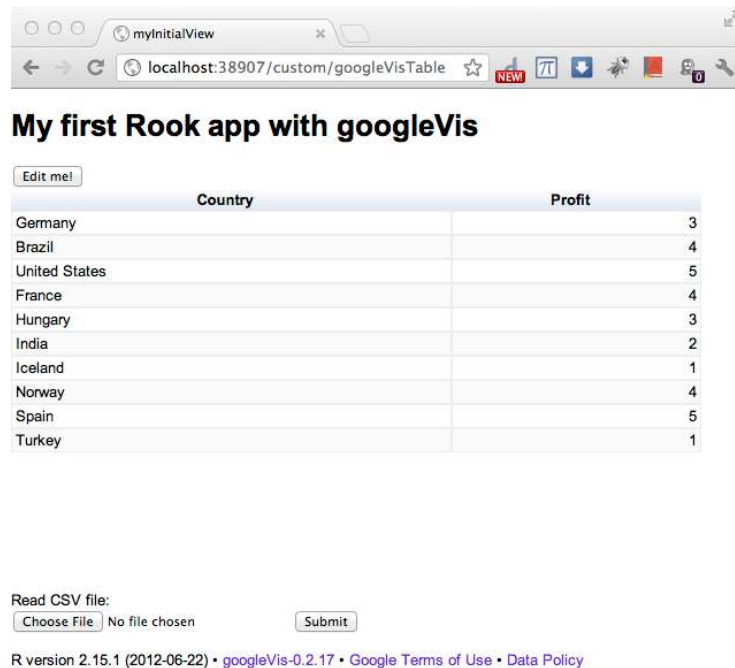 myInitialView
localhost:38907/custom/googleVisTable
NEW!
π
0
My first Rook app with googleVis
Edit me!
Country Profit
Germany 3
Brazil 4
United States 5
France 4
Hungary 3
India 2
Iceland 1
Norway 4
Spain 5
Turkey 1
Read CSV file:
Choose File No file chosen Submit
R version 2.15.1 (2012-06-22) • googleVis-0.2.17 • Google Terms of Use • Data Policy